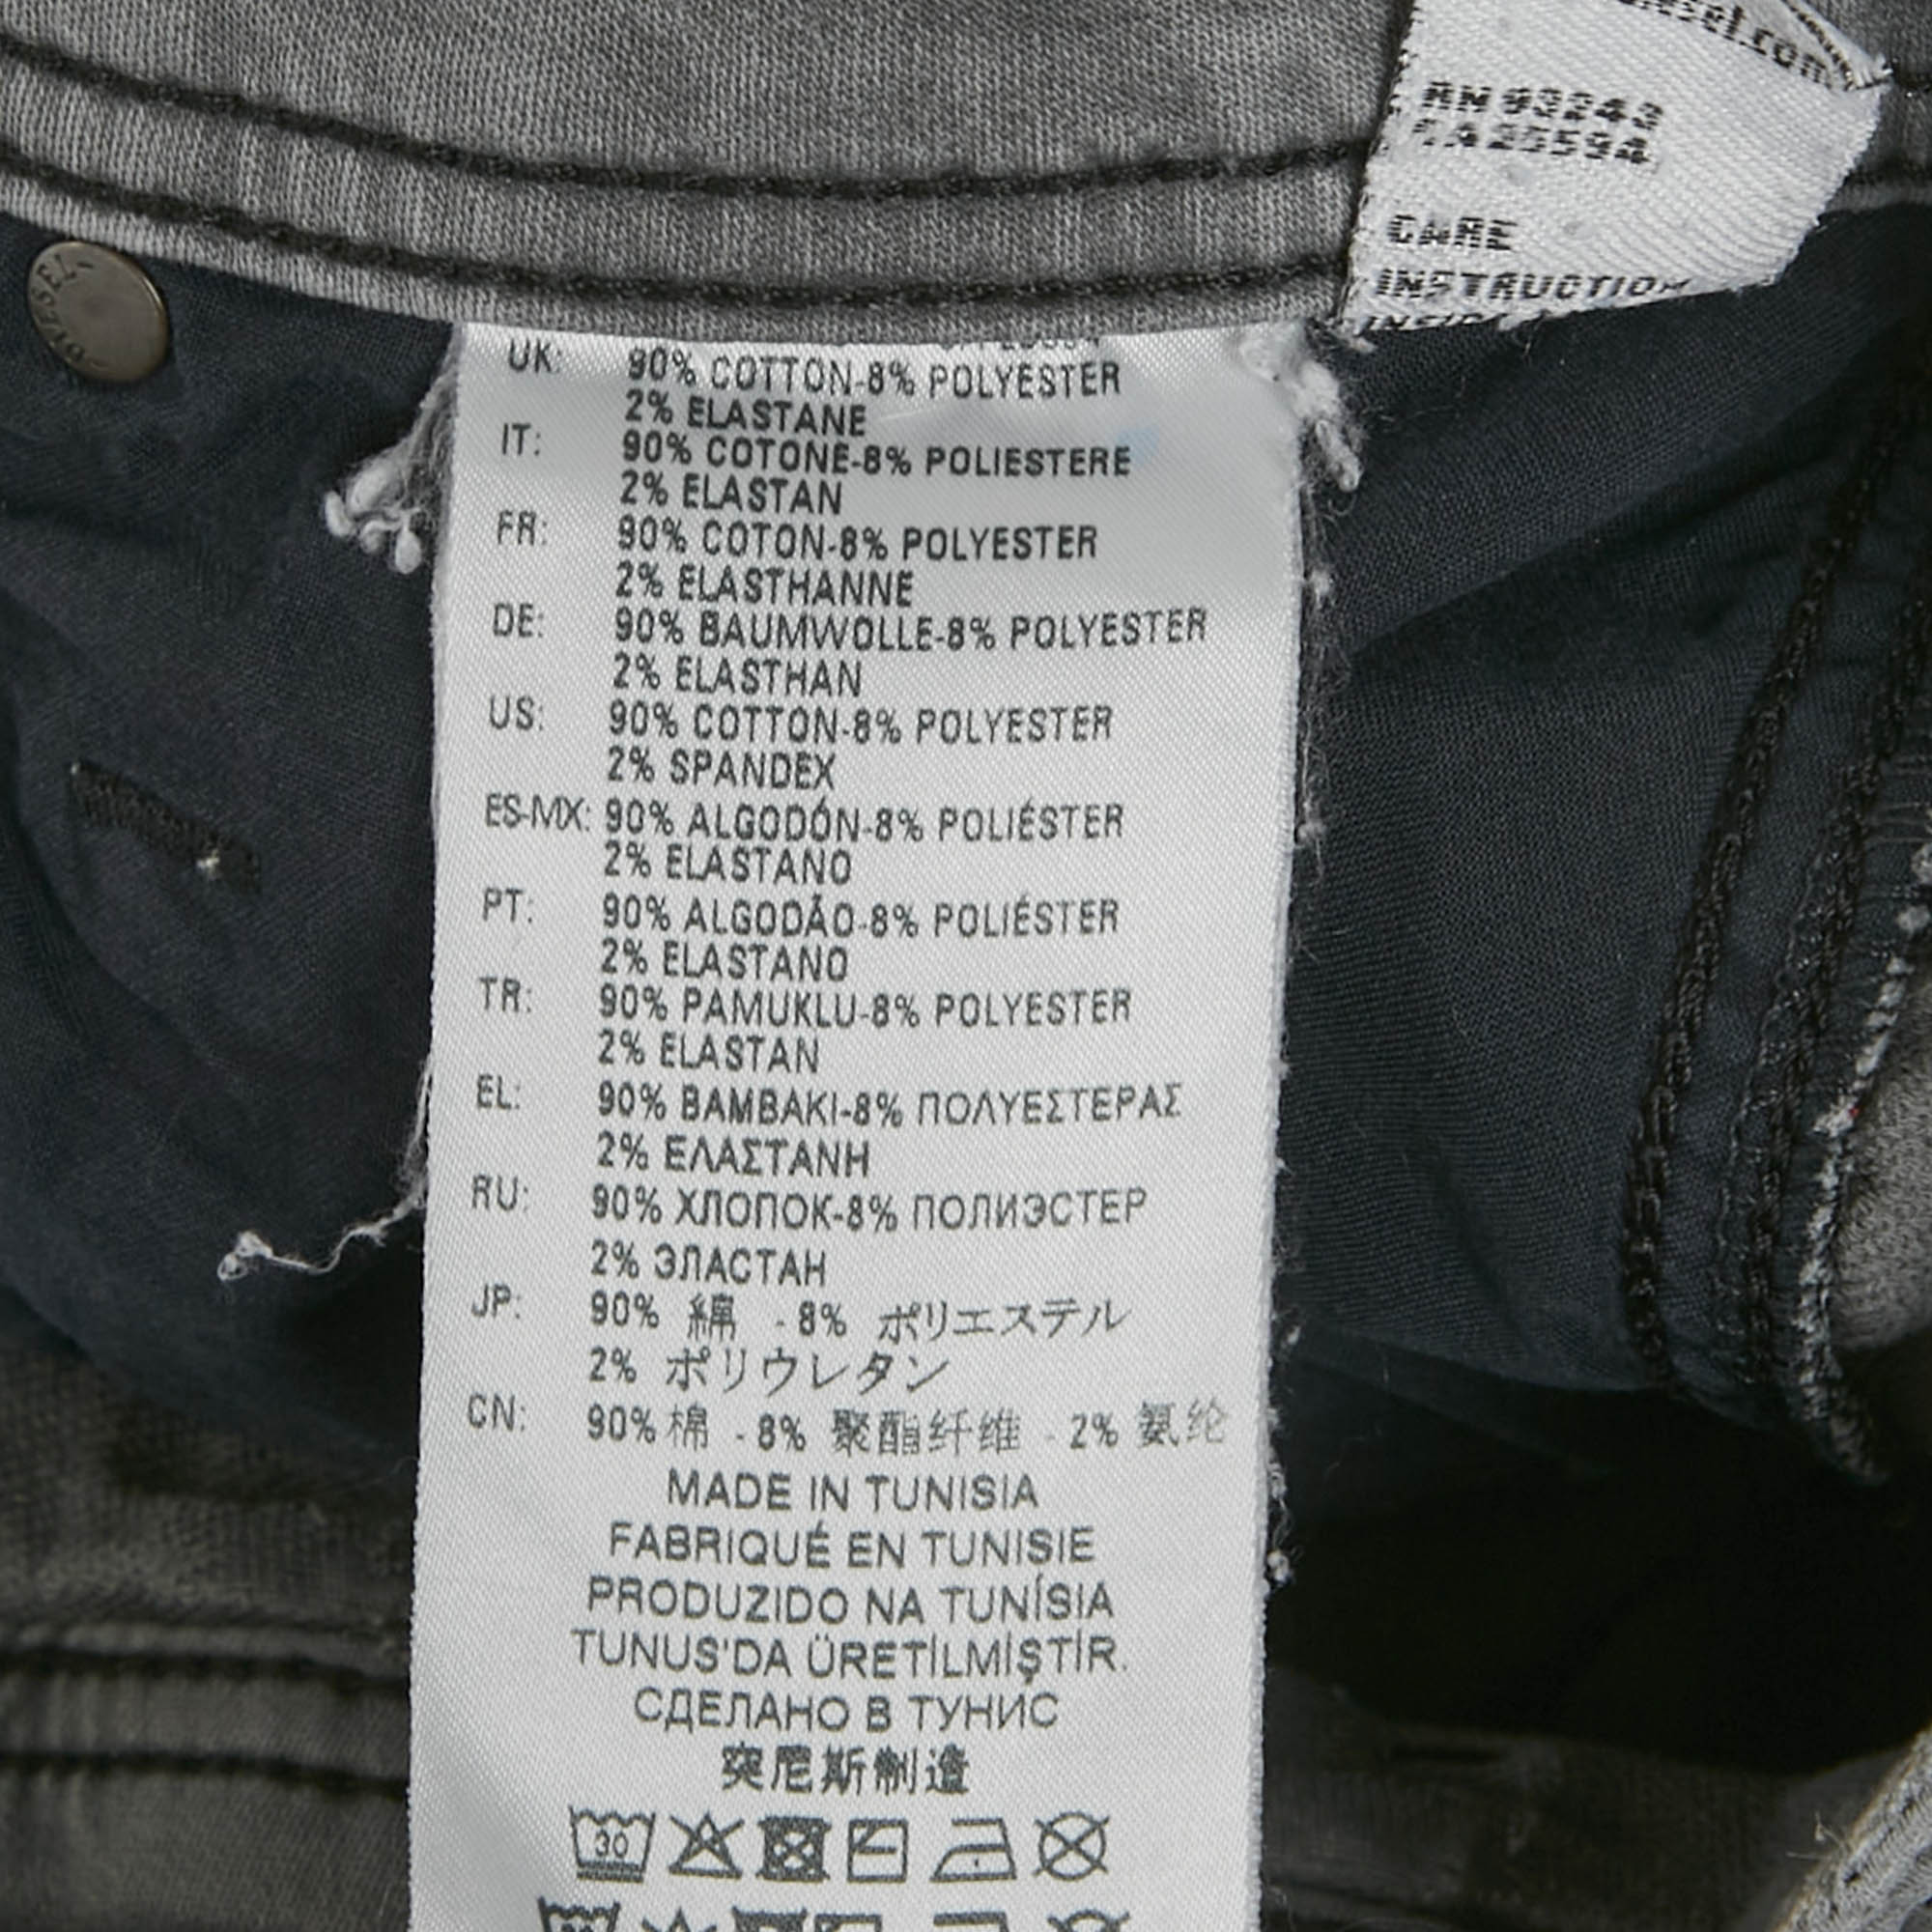 RN 93243
CA 25594
CARE
INSTRUCTION
DIESEL
UK: 90% COTTON-8% POLYESTER
2% ELASTANE
IT: 90% COTONE-8% POLIESTERE
2% ELASTAN
FR: 90% COTON-8% POLYESTER
2% ELASTHANNE
DE: 90% BAUMWOLLE-8% POLYESTER
2% ELASTHAN
US: 90% COTTON-8% POLYESTER
2% SPANDEX
ES-MX: 90% ALGODÓN-8% POLIÉSTER
2% ELASTANO
PT: 90% ALGODÃO-8% POLIÉSTER
2% ELASTANO
TR: 90% PAMUKLU-8% POLYESTER
2% ELASTAN
EL: 90% ΒΑΜΒΑΚΙ-8% ΠΟΛΥΕΣΤΕΡΑΣ
2% ΕΛΑΣΤΑΝΗ
RU: 90% ХЛОПОК-8% ПОЛИЭСТЕР
2% ЭЛАСТАН
JP: 90% 綿 - 8% ポリエステル
2% ポリウレタン
CN: 90% 棉 - 8% 聚酯纤维 - 2% 氨纶
MADE IN TUNISIA
FABRIQUÉ EN TUNISIE
PRODUZIDO NA TUNÍSIA
TUNUS'DA ÜRETİLMİŞTİR.
СДЕЛАНО В ТУНИС
突尼斯制造
30